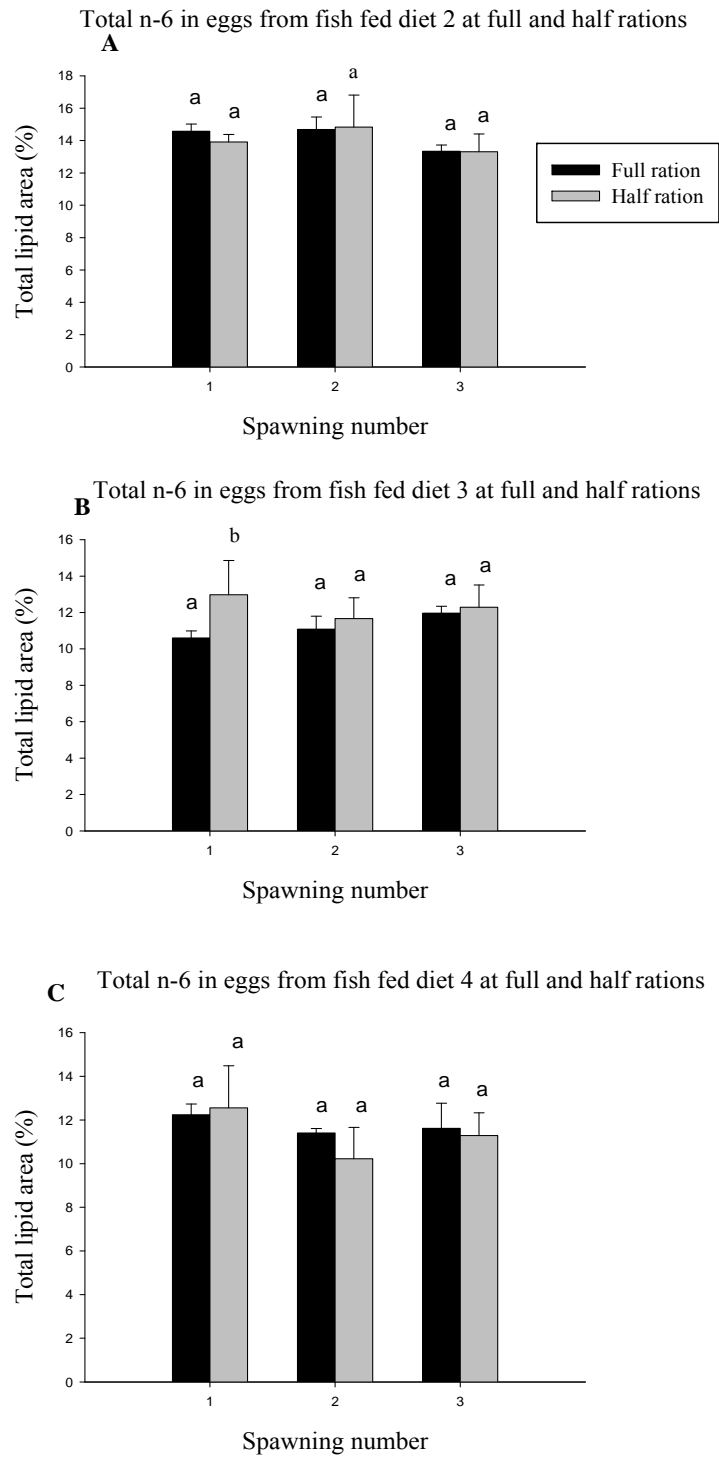 Total n-6 in eggs from fish fed diet 2 at full and half rations
A
18
16
14
12
10
8
6
4
2
0
a a a a a a
Total lipid area (%)
Full ration
Half ration
1 2 3
Spawning number
Total n-6 in eggs from fish fed diet 3 at full and half rations
B
16
14
12
10
8
6
4
2
0
a b a a a a
Total lipid area (%)
1 2 3
Spawning number
Total n-6 in eggs from fish fed diet 4 at full and half rations
C
16
14
12
10
8
6
4
2
0
a a a a a a
Total lipid area (%)
1 2 3
Spawning number